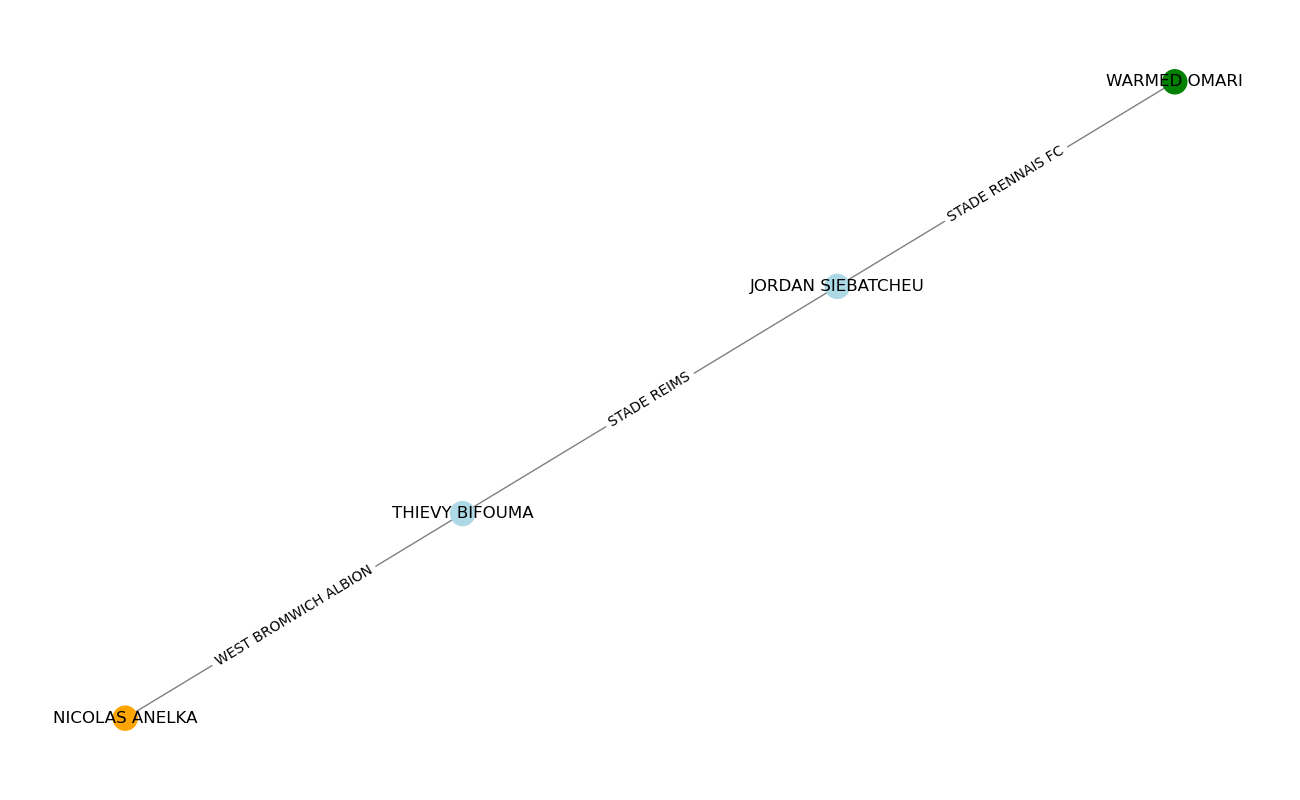 WARMED OMARI
STADE RENNAIS FC
JORDAN SIEBATCHEU
STADE REIMS
THIEVY BIFOUMA
WEST BROMWICH ALBION
NICOLAS ANELKA